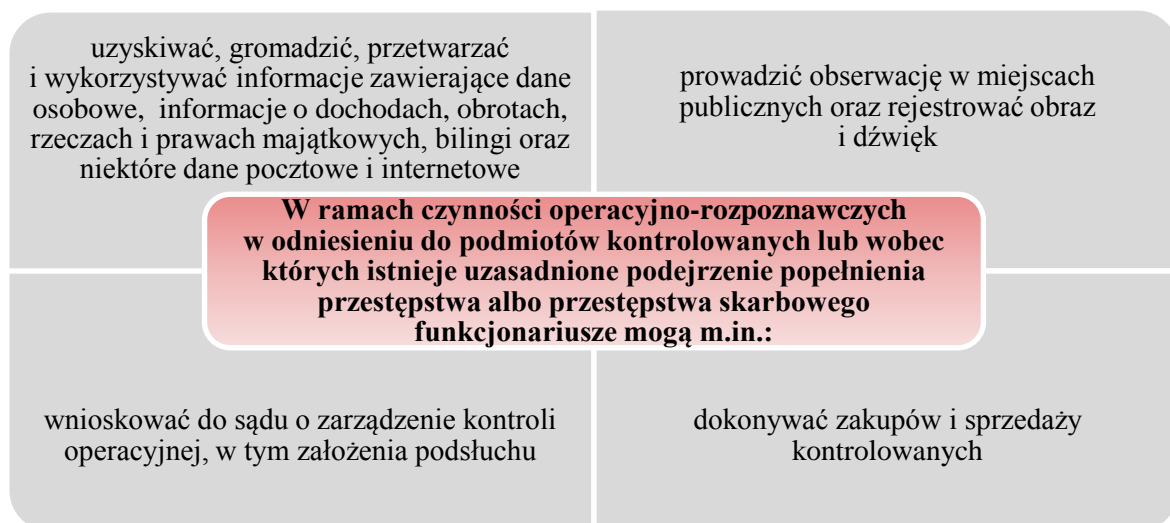 uzyskiwać, gromadzić, przetwarzać
i wykorzystywać informacje zawierające dane
osobowe, informacje o dochodach, obrotach,
rzeczach i prawach majątkowych, bilingi oraz
niektóre dane pocztowe i internetowe
prowadzić obserwację w miejscach
publicznych oraz rejestrować obraz
i dźwięk
W ramach czynności operacyjno-rozpoznawczych
w odniesieniu do podmiotów kontrolowanych lub wobec
których istnieje uzasadnione podejrzenie popełnienia
przestępstwa albo przestępstwa skarbowego
funkcjonariusze mogą m.in.:
wnioskować do sądu o zarządzenie kontroli
operacyjnej, w tym założenia podsłuchu
dokonywać zakupów i sprzedaży
kontrolowanych